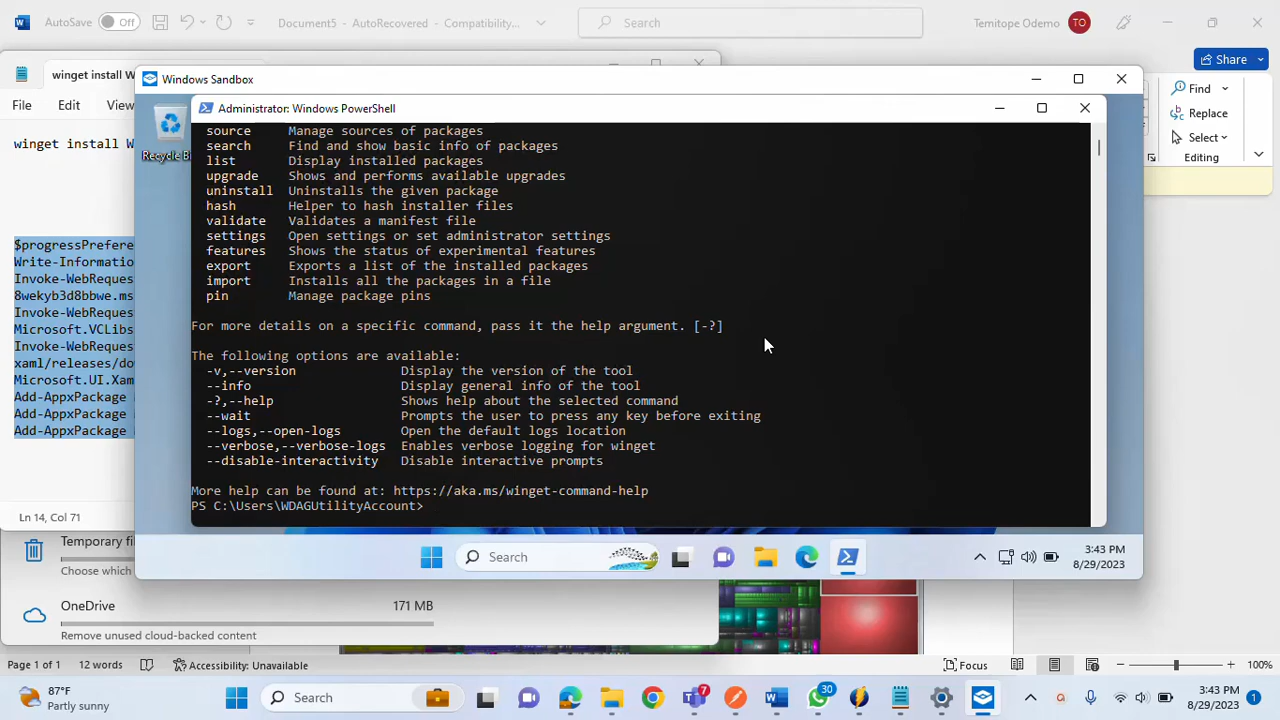 AutoSave
Off
Document5 - AutoRecovered - Compatibility...
Search
Temitope Odemo
TO
winget install W
File
Edit
View
winget install W
$progressPrefere
Write-Informatio
Invoke-WebReques
8wekyb3d8bbwe.ms
Invoke-WebReques
Microsoft.VCLibs
Invoke-WebReques
xaml/releases/do
Microsoft.UI.Xam
Add-AppxPackage
Add-AppxPackage
Add-AppxPackage
Ln 14, Col 71
Windows Sandbox
Recycle Bi
Administrator: Windows PowerShell
source Manage sources of packages
search Find and show basic info of packages
list Display installed packages
upgrade Shows and performs available upgrades
uninstall Uninstalls the given package
hash Helper to hash installer files
validate Validates a manifest file
settings Open settings or set administrator settings
features Shows the status of experimental features
export Exports a list of the installed packages
import Installs all the packages in a file
pin Manage package pins
For more details on a specific command, pass it the help argument. [-?]
The following options are available:
-v,--version Display the version of the tool
--info Display general info of the tool
-?,--help Shows help about the selected command
--wait Prompts the user to press any key before exiting
--logs,--open-logs Open the default logs location
--verbose,--verbose-logs Enables verbose logging for winget
--disable-interactivity Disable interactive prompts
More help can be found at: https://aka.ms/winget-command-help
PS C:\Users\WDAGUtilityAccount>
Search
3:43 PM
8/29/2023
Share
Find
Replace
Select
Editing
Temporary fi
Choose which
OneDrive
171 MB
Remove unused cloud-backed content
Page 1 of 1
12 words
Accessibility: Unavailable
Focus
100%
87°F
Partly sunny
Search
7
30
3:43 PM
8/29/2023
1